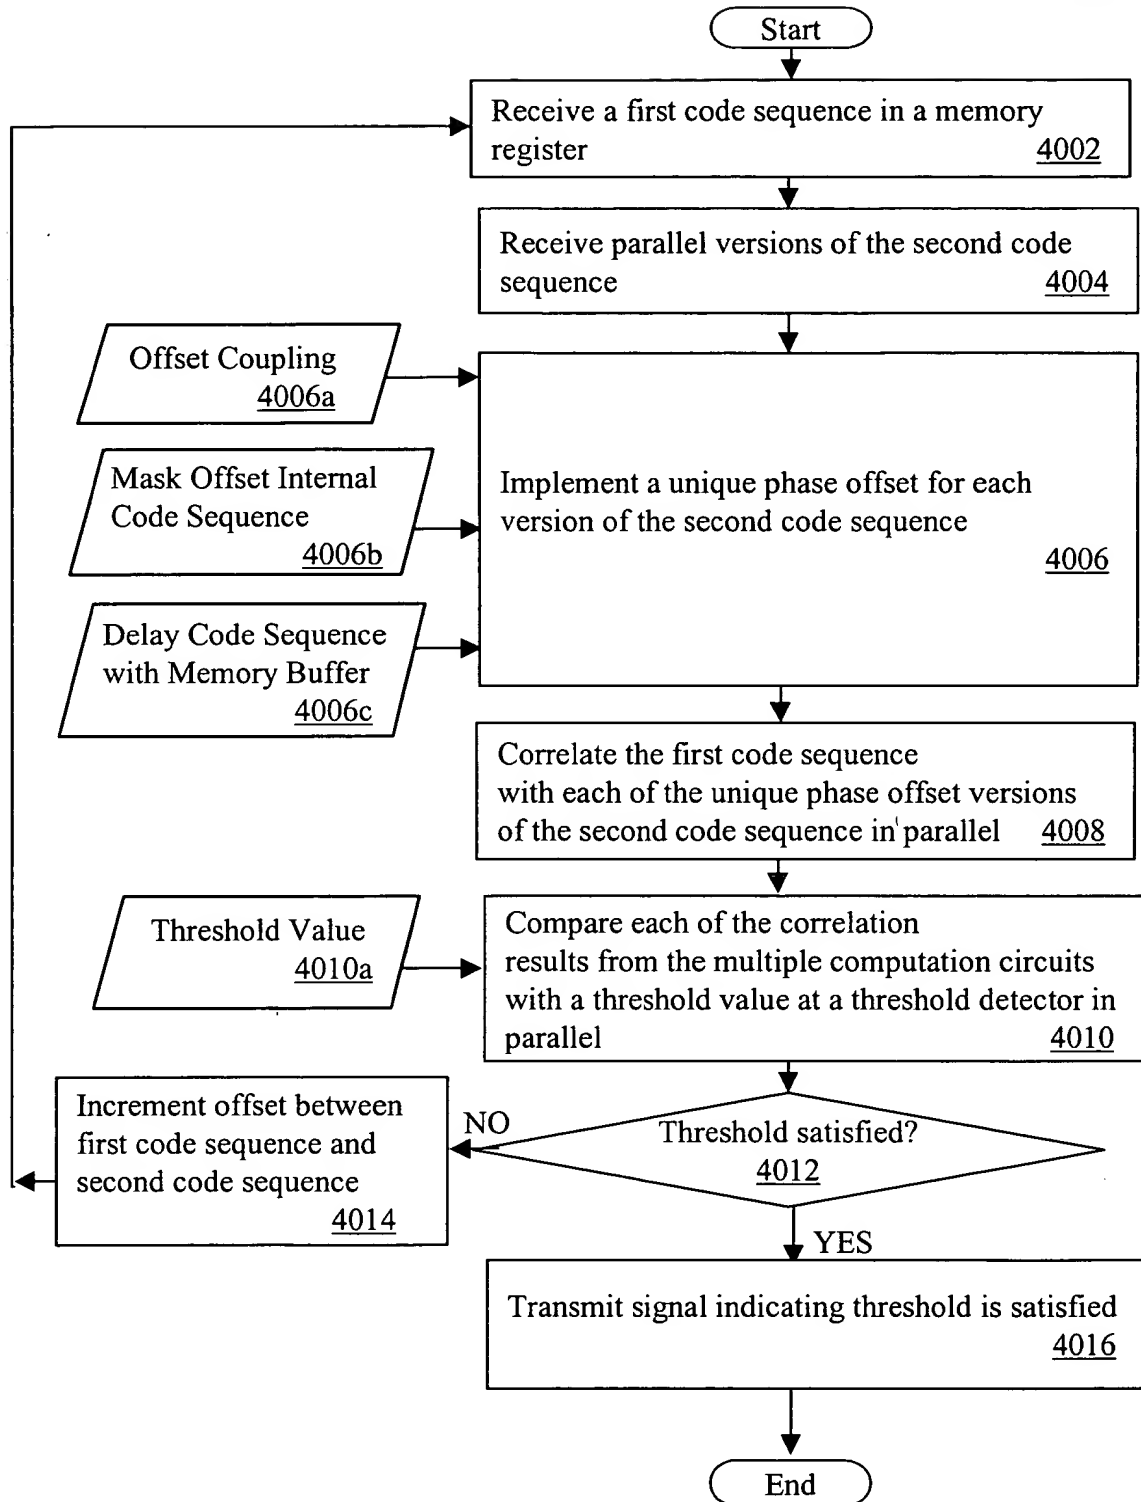 Start
Receive a first code sequence in a memory
register 4002
Receive parallel versions of the second code
sequence 4004
Offset Coupling
4006a
Mask Offset Internal
Code Sequence
4006b
Delay Code Sequence
with Memory Buffer
4006c
Implement a unique phase offset for each
version of the second code sequence
4006
Correlate the first code sequence
with each of the unique phase offset versions
of the second code sequence in parallel 4008
Threshold Value
4010a
Compare each of the correlation
results from the multiple computation circuits
with a threshold value at a threshold detector in
parallel 4010
Increment offset between
first code sequence and
second code sequence
4014
NO
Threshold satisfied?
4012
YES
Transmit signal indicating threshold is satisfied
4016
End